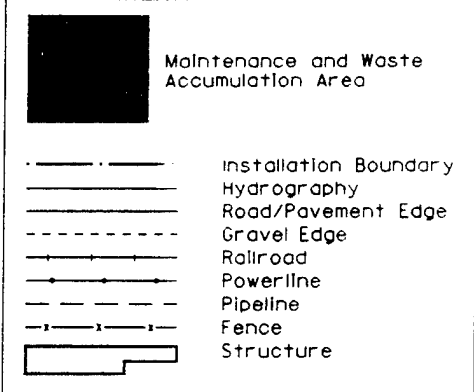 Maintenance and Waste
Accumulation Area
Installation Boundary
Hydrography
Road/Pavement Edge
Gravel Edge
Railroad
Powerline
Pipeline
Fence
Structure